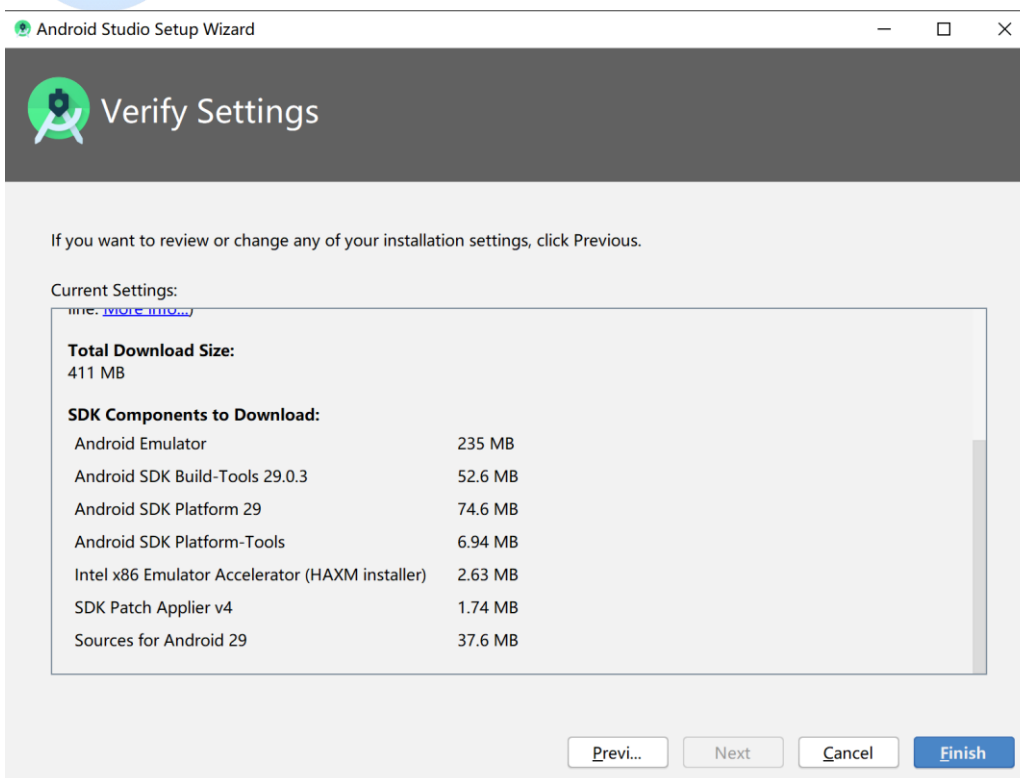 Android Studio Setup Wizard
Verify Settings
If you want to review or change any of your installation settings, click Previous.
Current Settings:
line. More info...)
Total Download Size:
411 MB
SDK Components to Download:
Android Emulator 235 MB
Android SDK Build-Tools 29.0.3 52.6 MB
Android SDK Platform 29 74.6 MB
Android SDK Platform-Tools 6.94 MB
Intel x86 Emulator Accelerator (HAXM installer) 2.63 MB
SDK Patch Applier v4 1.74 MB
Sources for Android 29 37.6 MB
Previ... Next Cancel Finish